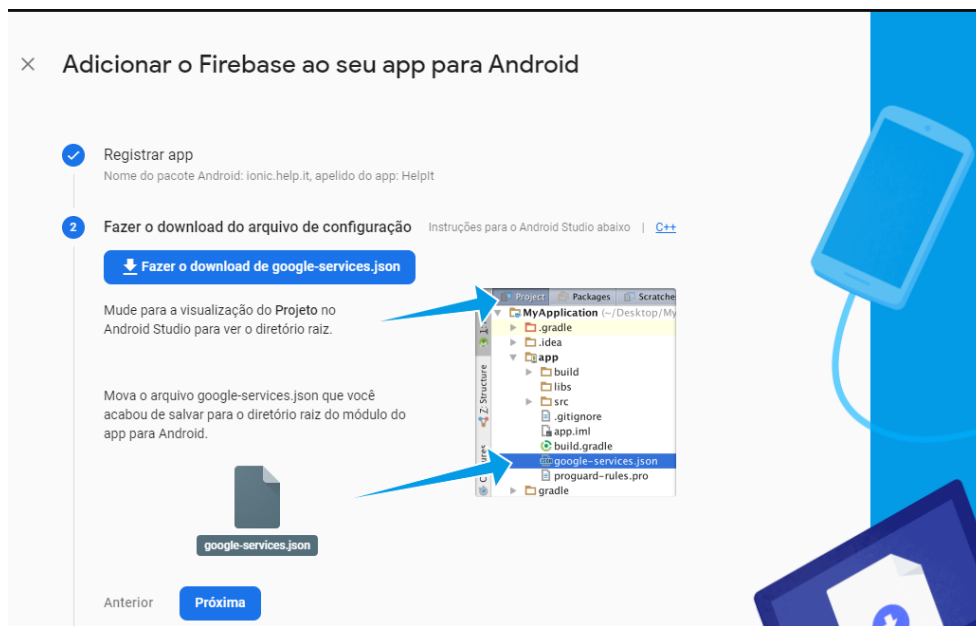 Adicionar o Firebase ao seu app para Android
Registrar app
Nome do pacote Android: ionic.help.it, apelido do app: HelpIt
2
Fazer o download do arquivo de configuração
Instruções para o Android Studio abaixo | C++
Fazer o download de google-services.json
Mude para a visualização do Projeto no
Android Studio para ver o diretório raiz.
Mova o arquivo google-services.json que você
acabou de salvar para o diretório raiz do módulo do
app para Android.
google-services.json
Project Packages Scratche
MyApplication (~/Desktop/My
.gradle
.idea
app
build
libs
src
.gitignore
app.iml
build.gradle
google-services.json
proguard-rules.pro
gradle
Z: Structure
Anterior
Próxima